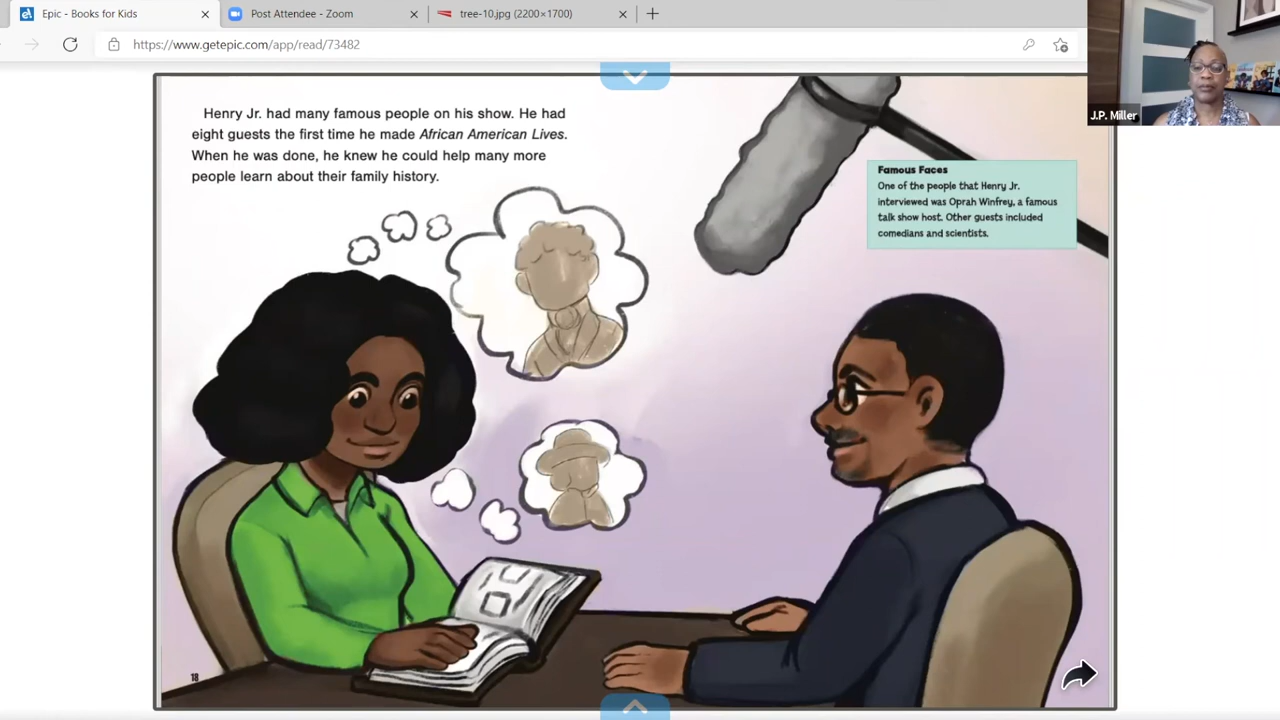 Epic - Books for Kids
Post Attendee - Zoom
tree-10.jpg (2200×1700)
https://www.getepic.com/app/read/73482
J.P. Miller
Henry Jr. had many famous people on his show. He had
eight guests the first time he made African American Lives.
When he was done, he knew he could help many more
people learn about their family history.
Famous Faces
One of the people that Henry Jr.
interviewed was Oprah Winfrey, a famous
talk show host. Other guests included
comedians and scientists.
18